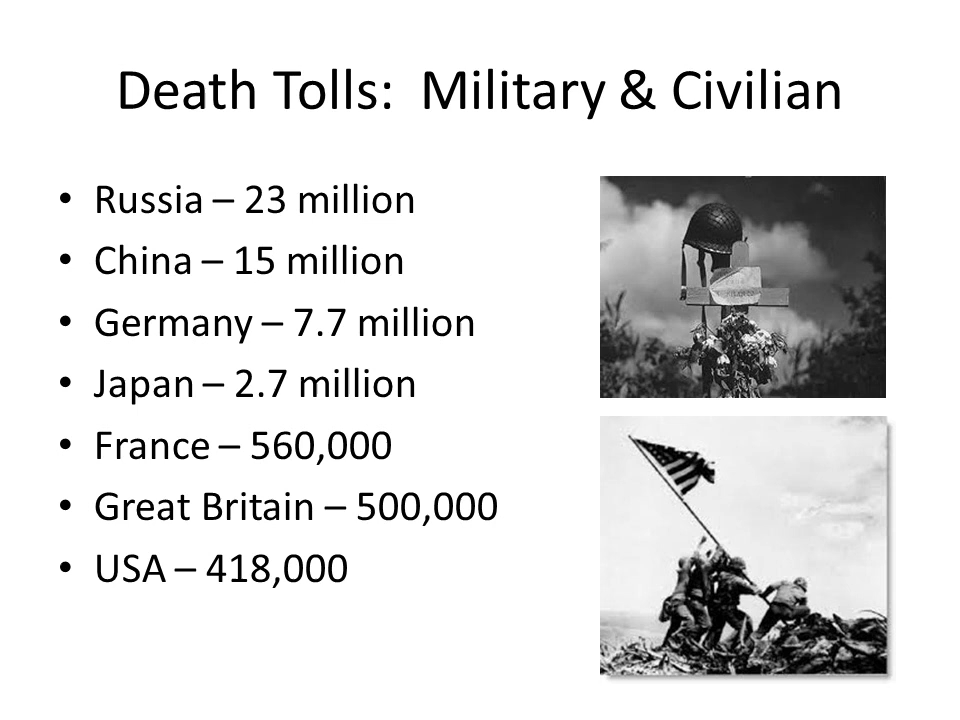 Death Tolls:  Military & Civilian
• Russia – 23 million
• China – 15 million
• Germany – 7.7 million
• Japan – 2.7 million
• France – 560,000
• Great Britain – 500,000
• USA – 418,000